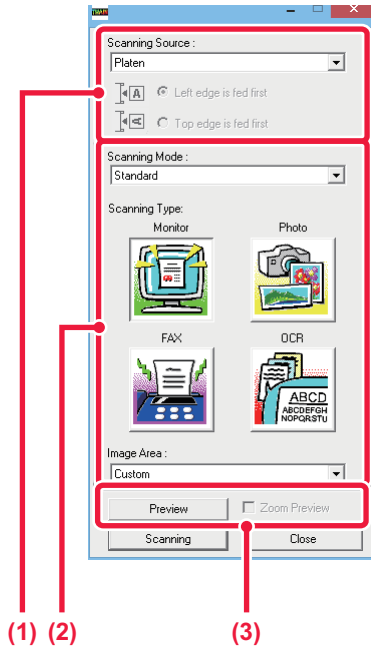 TWAIN
Scanning Source :
Platen
A Left edge is fed first
A Top edge is fed first
Scanning Mode :
Standard
Scanning Type:
Monitor Photo
FAX OCR
ABCD
ABCDEFGH
NOPQRSTU
Image Area :
Custom
Preview Zoom Preview
Scanning Close
(1) (2) (3)